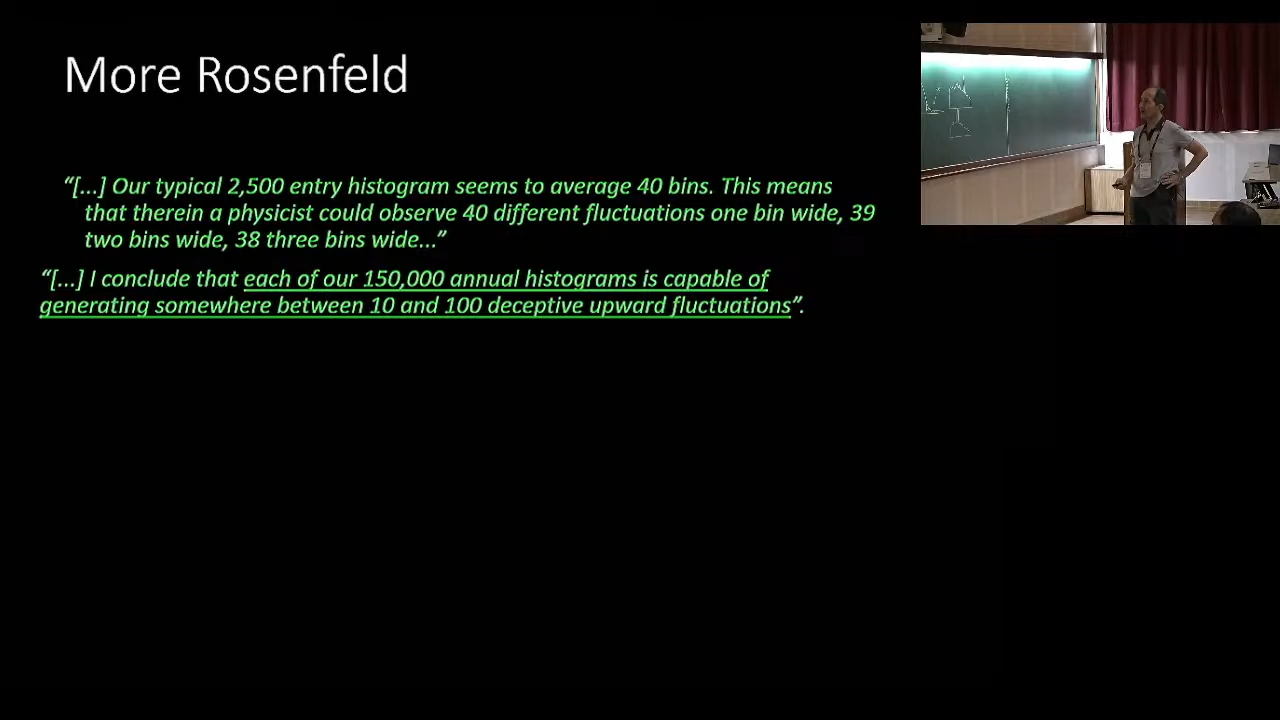 More Rosenfeld
“[...] Our typical 2,500 entry histogram seems to average 40 bins. This means
that therein a physicist could observe 40 different fluctuations one bin wide, 39
two bins wide, 38 three bins wide...”
“[...] I conclude that each of our 150,000 annual histograms is capable of
generating somewhere between 10 and 100 deceptive upward fluctuations”.